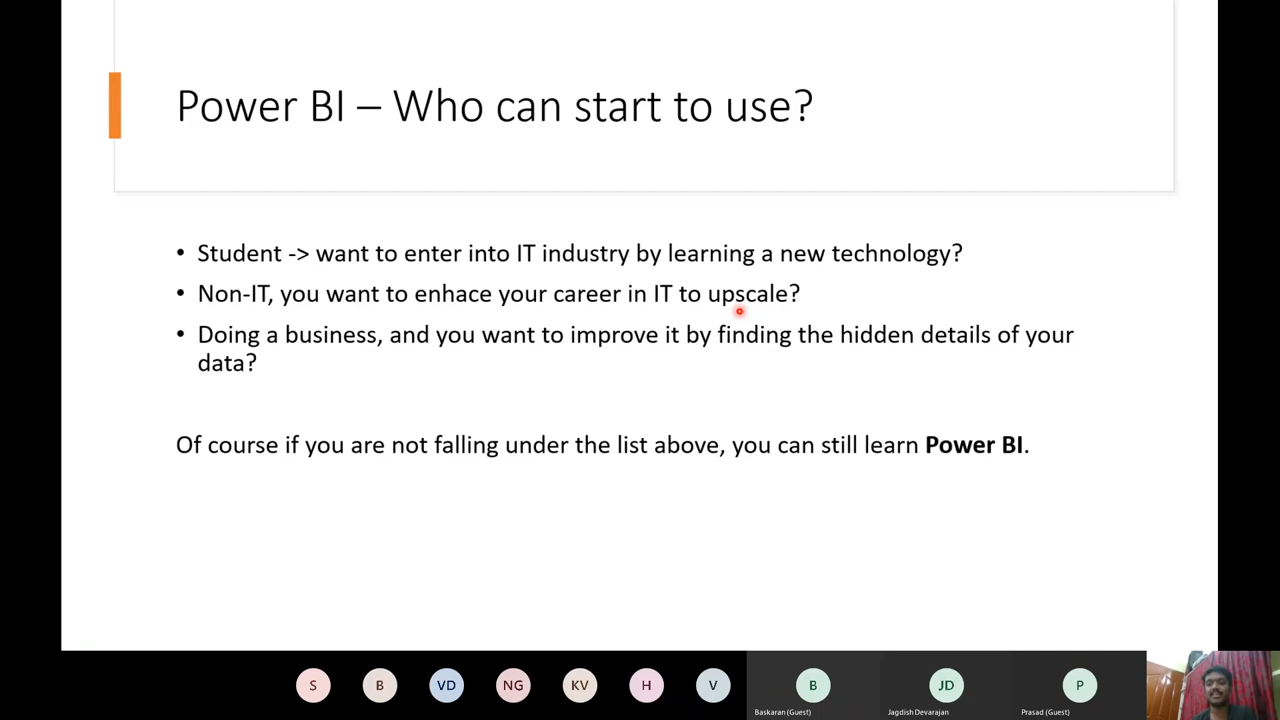 Power BI – Who can start to use?
• Student -> want to enter into IT industry by learning a new technology?
• Non-IT, you want to enhace your career in IT to upscale?
• Doing a business, and you want to improve it by finding the hidden details of your
data?
Of course if you are not falling under the list above, you can still learn Power BI.
S B VD NG KV H V B JD P
Baskaran (Guest) Jagdish Devarajan Prasad (Guest)